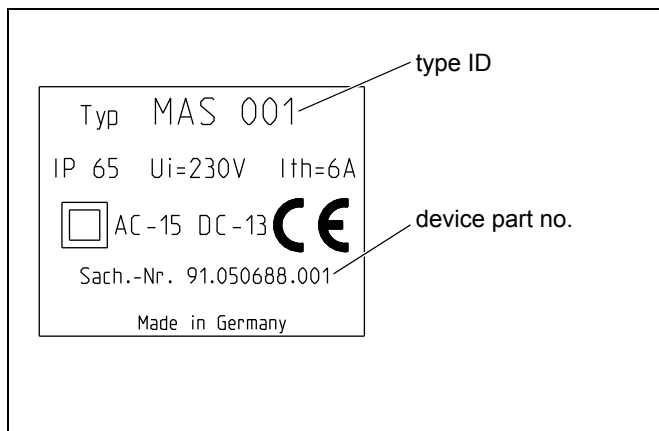 type ID
Typ MAS 001
IP 65 Ui=230V Ith=6A
AC-15 DC-13 CE
device part no.
Sach.-Nr. 91.050688.001
Made in Germany